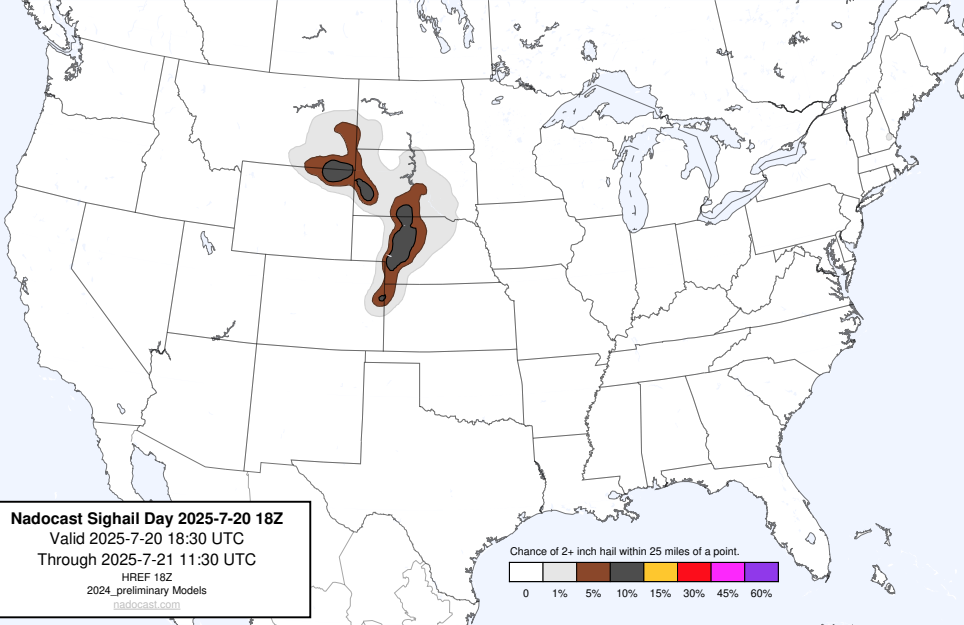 Nadocast Sighail Day 2025-7-20 18Z
Valid 2025-7-20 18:30 UTC
Through 2025-7-21 11:30 UTC
HREF 18Z
2024_preliminary Models
nadocast.com
Chance of 2+ inch hail within 25 miles of a point.
0 1% 5% 10% 15% 30% 45% 60%